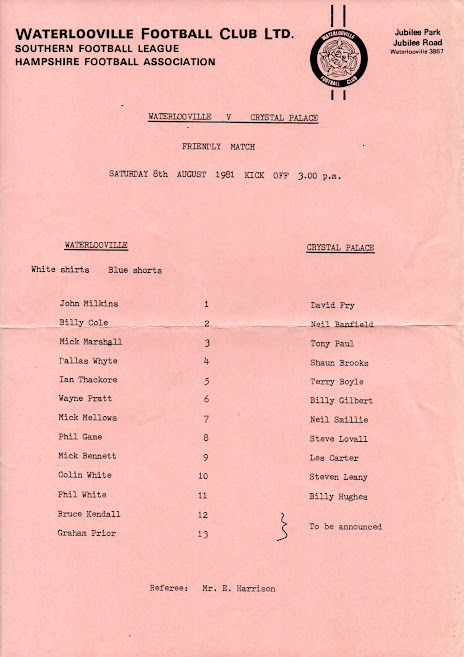 WATERLOOVILLE FOOTBALL CLUB LTD.
SOUTHERN FOOTBALL LEAGUE
HAMPSHIRE FOOTBALL ASSOCIATION
WATERLOOVILLE
FOOTBALL CLUB
Jubilee Park
Jubilee Road
Waterlooville 3867
WATERLOOVILLE V CRYSTAL PALACE
FRIENDLY MATCH
SATURDAY 8th AUGUST 1981 KICK OFF 3.00 p.m.
WATERLOOVILLE CRYSTAL PALACE
White shirts Blue shorts
John Milkins 1 David Fry
Billy Cole 2 Neil Banfield
Mick Marshall 3 Tony Paul
Dallas Whyte 4 Shaun Brooks
Ian Thackore 5 Terry Boyle
Wayne Pratt 6 Billy Gilbert
Mick Mellows 7 Neil Smillie
Phil Game 8 Steve Lovall
Mick Bennett 9 Les Carter
Colin White 10 Steven Leany
Phil White 11 Billy Hughes
Bruce Kendall 12
To be announced
Graham Prior 13
Referee: Mr. E. Harrison